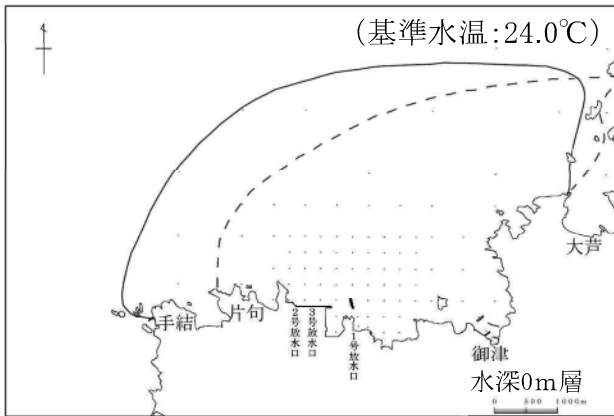 (基準水温:24.0℃)
大芦
手結
片句
2号放水口
3号放水口
1号放水口
御津
水深0m層
0 500 1000m